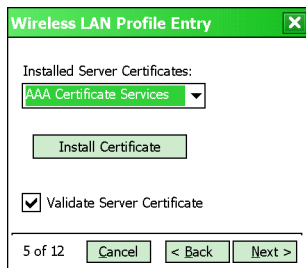 Wireless LAN Profile Entry
Installed Server Certificates:
AAA Certificate Services
Install Certificate
Validate Server Certificate
5 of 12 Cancel < Back Next >